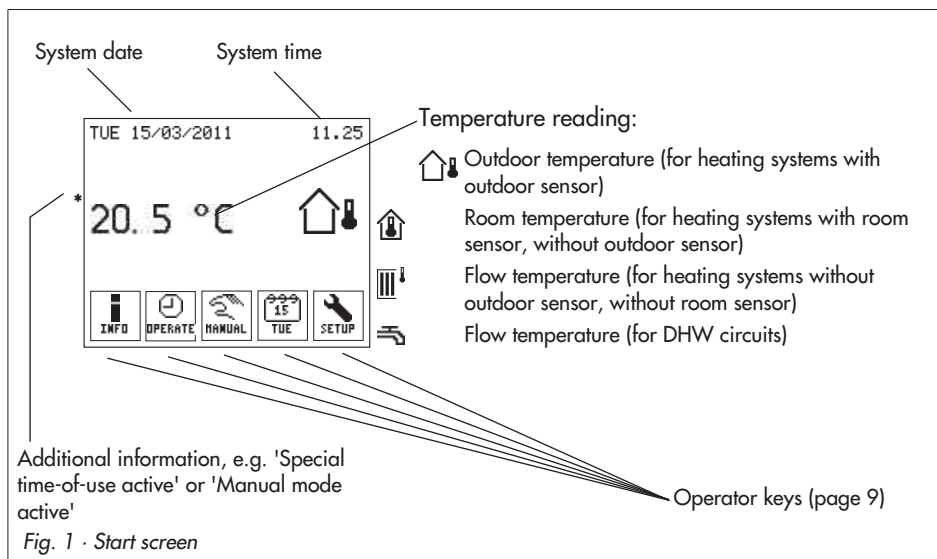 System date
System time
TUE 15/03/2011
11.25
Temperature reading:
Outdoor temperature (for heating systems with
outdoor sensor)
*
20.5 °C
Room temperature (for heating systems with room
sensor, without outdoor sensor)
Flow temperature (for heating systems without
outdoor sensor, without room sensor)
15
INFO
OPERATE
MANUAL
TUE
SETUP
Flow temperature (for DHW circuits)
Additional information, e.g. 'Special
time-of-use active' or 'Manual mode
active'
Operator keys (page 9)
Fig. 1 · Start screen